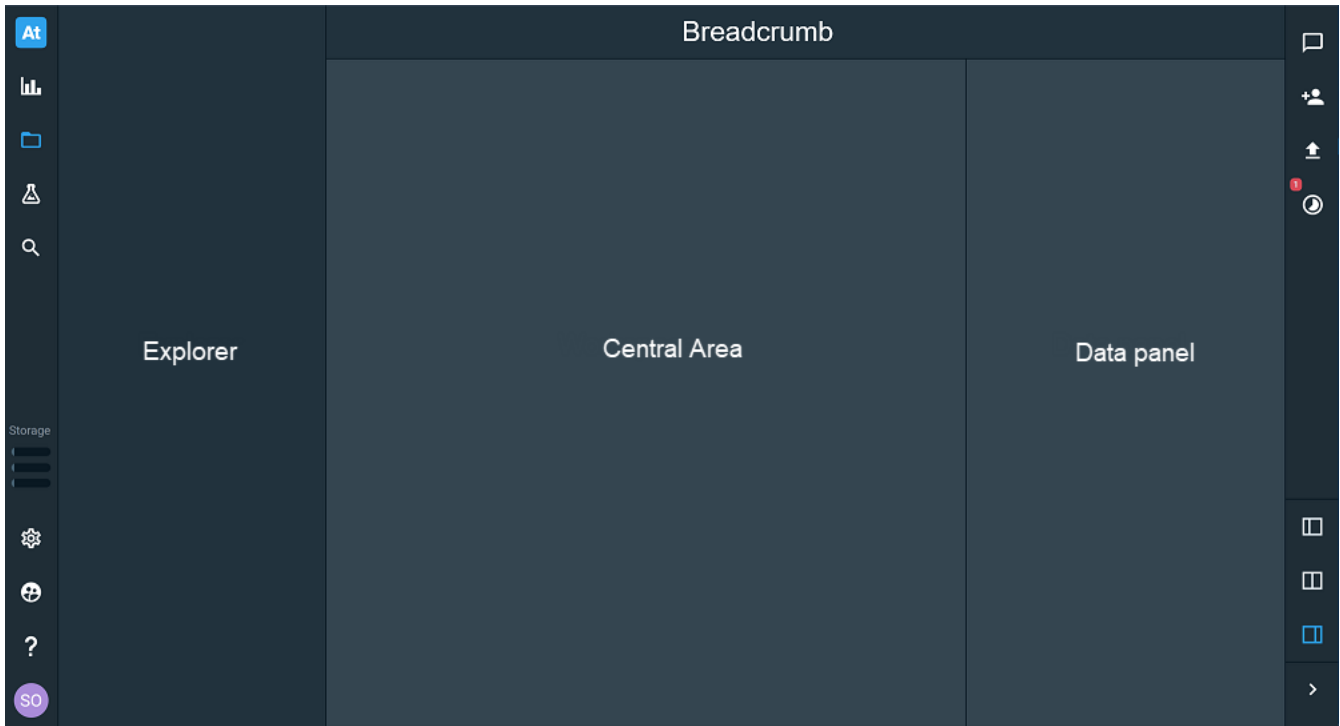 At
Breadcrumb
1
Explorer
Central Area
Data panel
Storage
?
SO